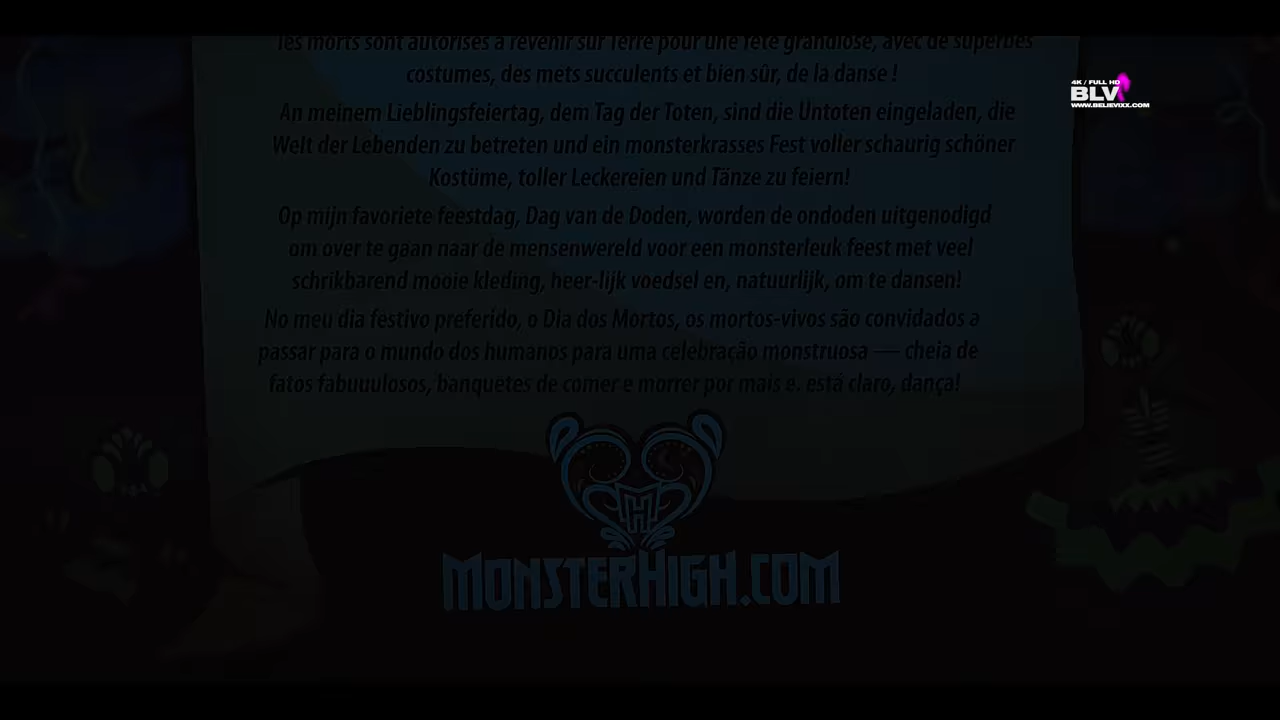 les morts sont autorisés à revenir sur Terre pour une fête grandiose, avec de superbes
costumes, des mets succulents et bien sûr, de la danse !
An meinem Lieblingsfeiertag, dem Tag der Toten, sind die Untoten eingeladen, die
Welt der Lebenden zu betreten und ein monsterkrasses Fest voller schaurig schöner
Kostüme, toller Leckereien und Tänze zu feiern!
Op mijn favoriete feestdag, Dag van de Doden, worden de ondoden uitgenodigd
om over te gaan naar de mensenwereld voor een monsterleuk feest met veel
schrikbarend mooie kleding, heer-lijk voedsel en, natuurlijk, om te dansen!
No meu dia festivo preferido, o Dia dos Mortos, os mortos-vivos são convidados a
passar para o mundo dos humanos para uma celebração monstruosa — cheia de
fatos fabuuulosos, banquetes de comer e morrer por mais e. está claro, dança!
MONSTERHIGH.COM
4K / FULL HD
BLV
WWW.BELIEVIXX.COM